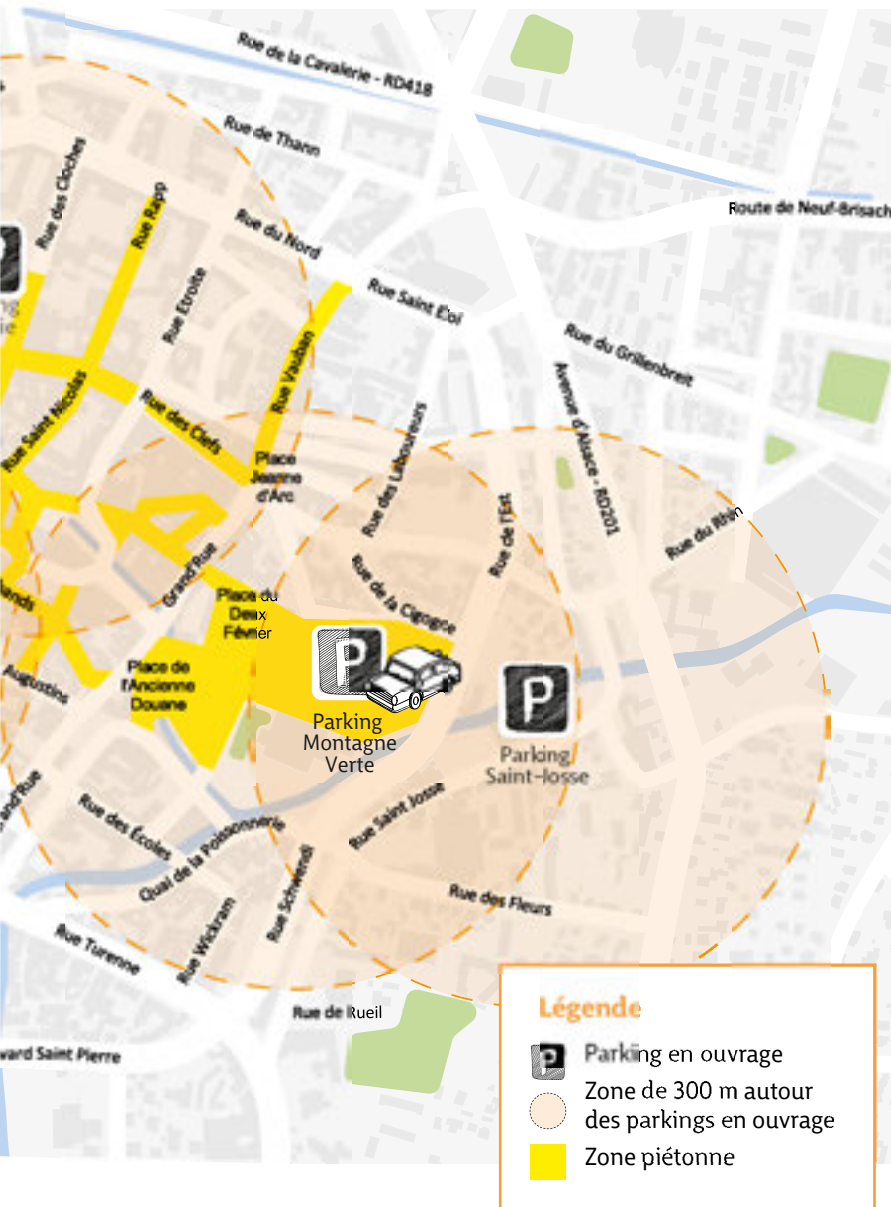 Rue de la Cavalerie - RD418
Rue de Thann
Rue des Cloches
Rue Rapp
Route de Neuf-Brisach
Rue du Nord
Rue Etroite
Rue Saint Éloi
Rue Vauban
Rue du Grillenbreit
Rue Saint Nicolas
Rue des Clefs
Avenue d'Alsace - RD201
Rue des Laboureurs
Place
Jeanne
d'Arc
Rue de l'Est
Rue du Rhin
Grand'Rue
Rue de la Cigogne
Place du
Deux
Février
P
Place de
l'Ancienne
Douane
Augustins
P
Parking
Montagne
Verte
Parking
Saint-Josse
Rue Saint Josse
Rue des Écoles
Quai de la Poissonnerie
Rue Schwendi
Rue des Fleurs
Rue Wickram
Rue Turenne
Rue de Rueil
vard Saint Pierre
Légende
P Parking en ouvrage
Zone de 300 m autour
des parkings en ouvrage
Zone piétonne